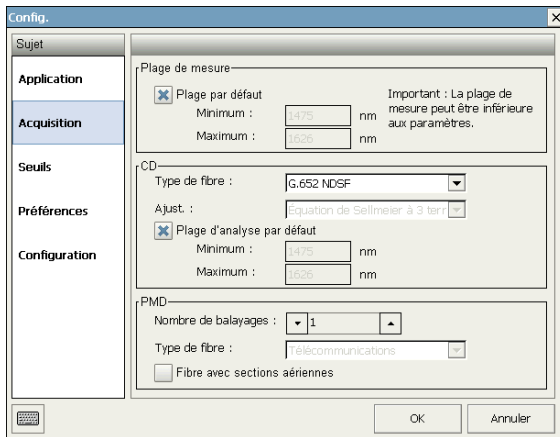 Config.
Sujet
Application
Acquisition
Seuils
Préférences
Configuration
Plage de mesure
Plage par défaut
Minimum : 1475 nm
Maximum : 1626 nm
Important : La plage de
mesure peut être inférieure
aux paramètres.
CD
Type de fibre : G.652 NDSF
Ajust. : Équation de Sellmeier à 3 terr
Plage d'analyse par défaut
Minimum : 1475 nm
Maximum : 1626 nm
PMD
Nombre de balayages : 1
Type de fibre : Télécommunications
Fibre avec sections aériennes
OK Annuler